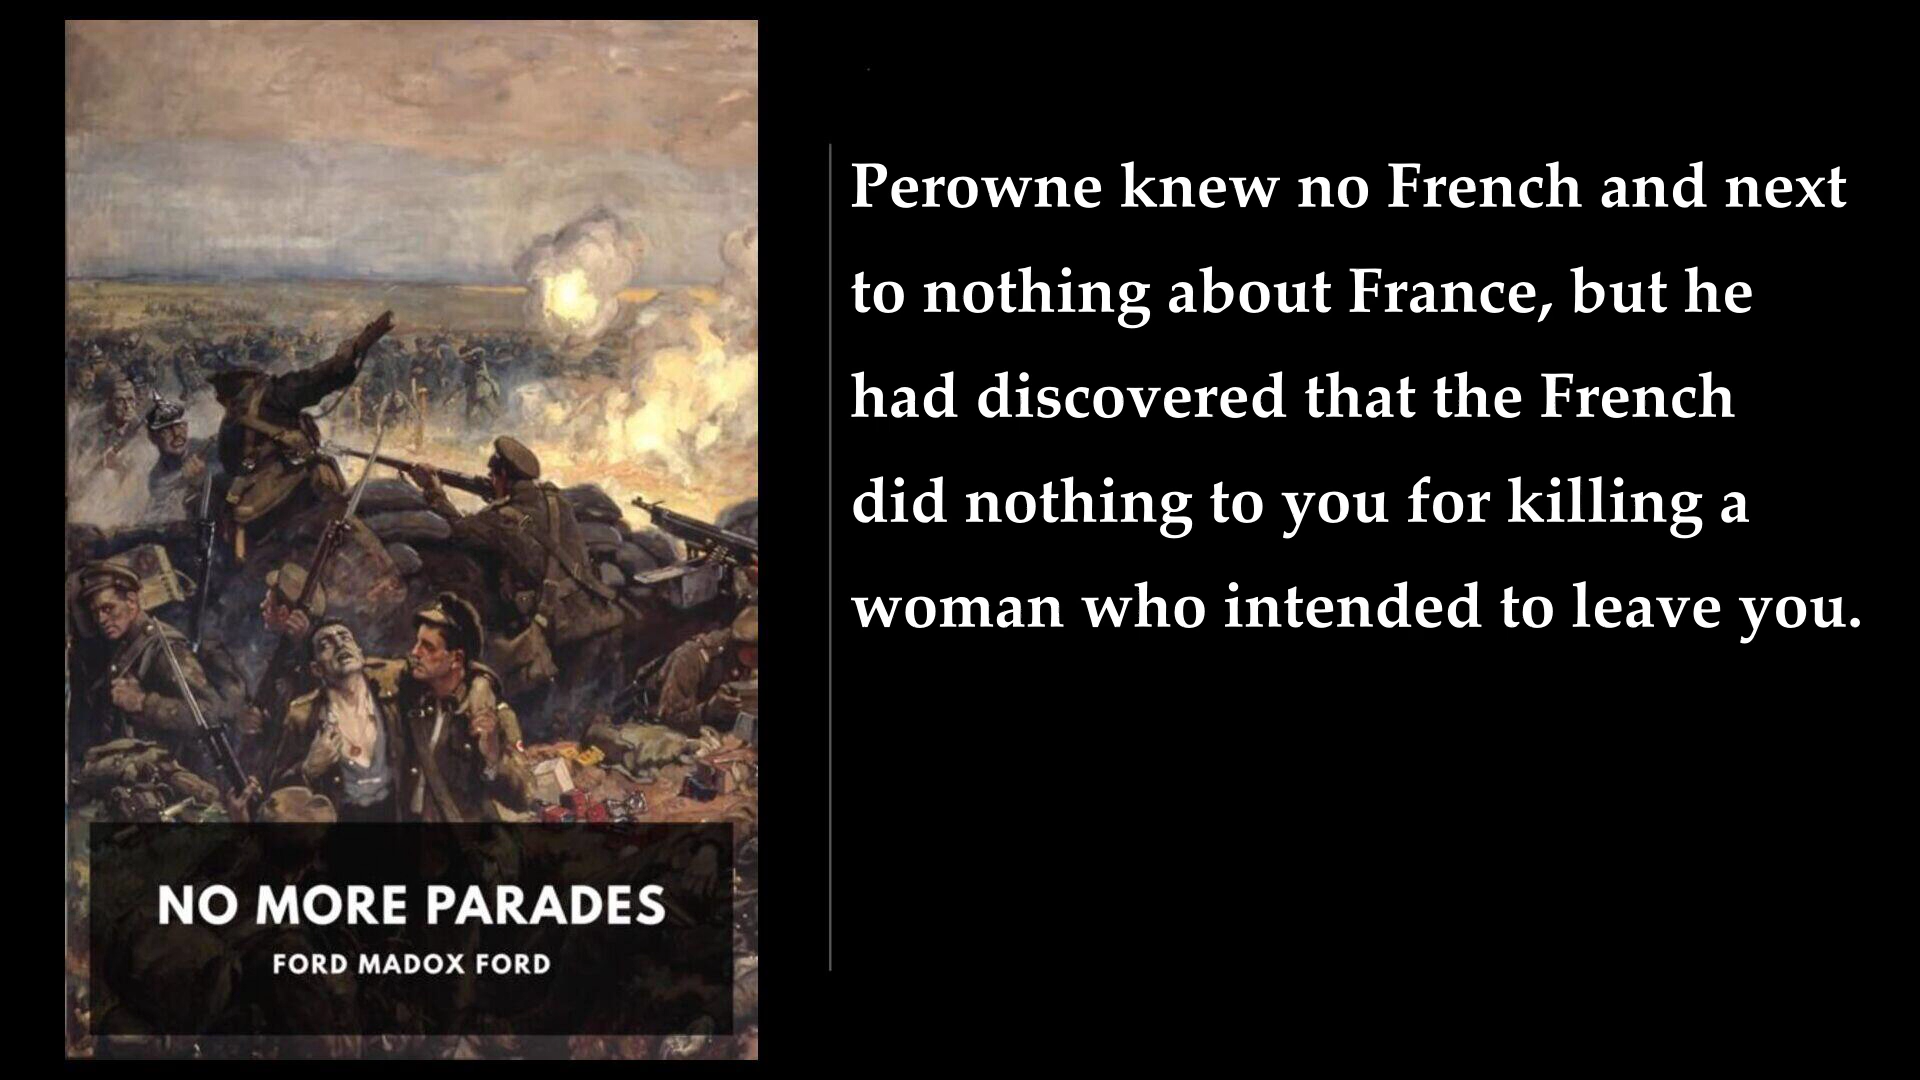 Perowne knew no French and next
to nothing about France, but he
had discovered that the French
did nothing to you for killing a
woman who intended to leave you.
NO MORE PARADES
FORD MADOX FORD